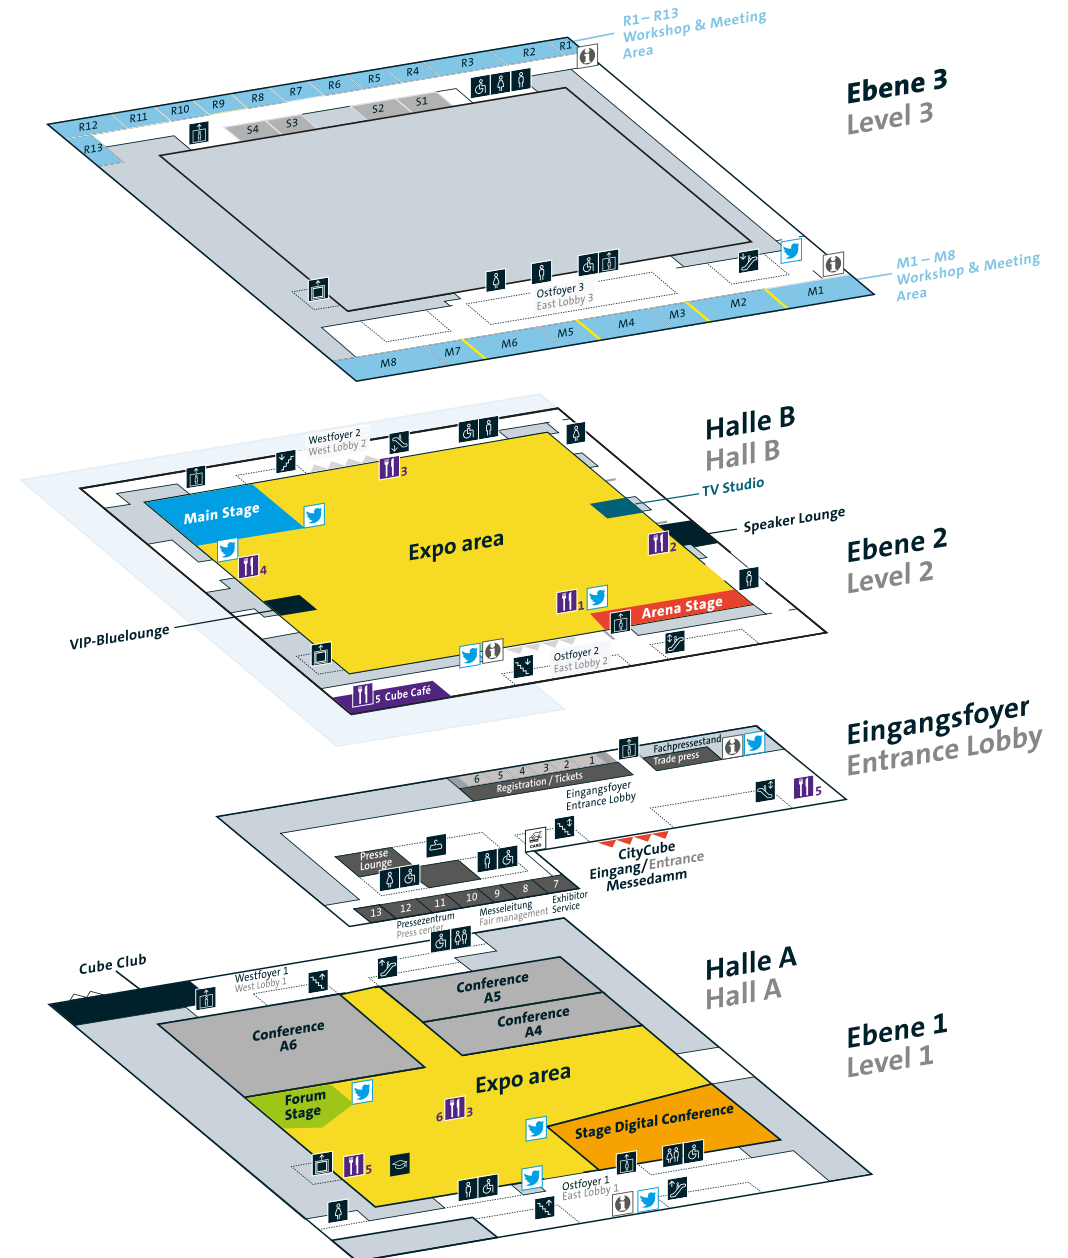 R1 – R13
Workshop & Meeting
Area
R1
R2
R3
R4
R5
R6
R7
R8
R9
R10
R11
R12
R13
S1
S2
S3
S4
Ebene 3
Level 3
M1 – M8
Workshop & Meeting
Area
Ostfoyer 3
East Lobby 3
M1
M2
M3
M4
M5
M6
M7
M8
Halle B
Hall B
Westfoyer 2
West Lobby 2
3
Main Stage
TV Studio
Speaker Lounge
Expo area
2
4
Ebene 2
Level 2
1
Arena Stage
VIP-Bluelounge
Ostfoyer 2
East Lobby 2
5 Cube Café
Eingangsfoyer
Entrance Lobby
Fachpressestand
Trade press
6
5
4
3
2
1
Registration / Tickets
Eingangsfoyer
Entrance Lobby
5
CARD
Presse
Lounge
CityCube
Eingang/Entrance
Messedamm
13
12
11
10
9
8
7
Exhibitor
Service
Messeleitung
Fair management
Pressezentrum
Press center
Cube Club
Westfoyer 1
West Lobby 1
Halle A
Hall A
Conference
A5
Conference
A4
Conference
A6
Ebene 1
Level 1
Expo area
Forum
Stage
6
3
Stage Digital Conference
5
Ostfoyer 1
East Lobby 1